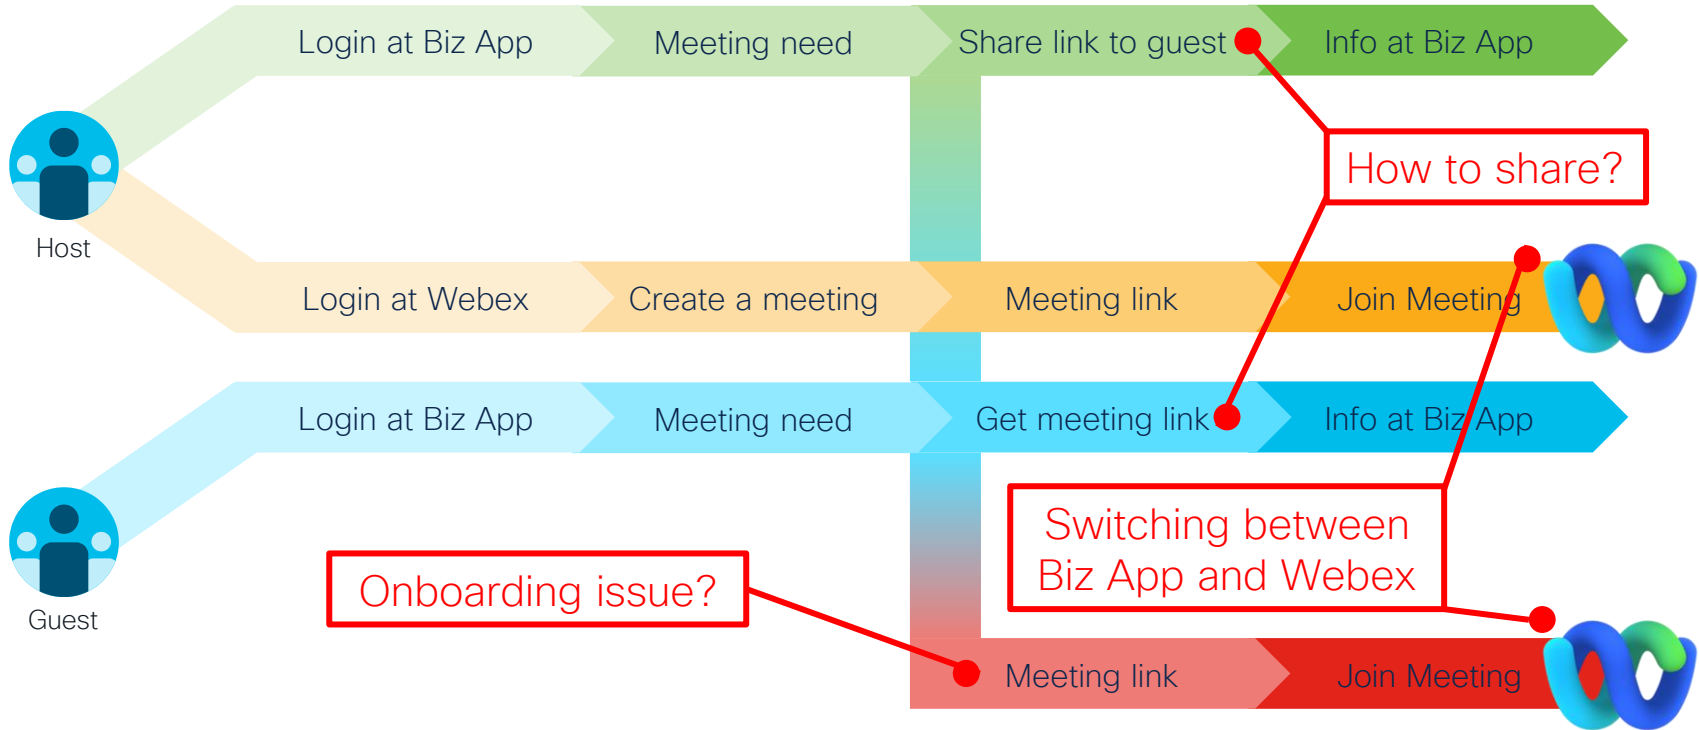 Login at Biz App
Meeting need
Share link to guest
Info at Biz App
How to share?
Host
Login at Webex
Create a meeting
Meeting link
Join Meeting
Login at Biz App
Meeting need
Get meeting link
Info at Biz App
Switching between
Biz App and Webex
Onboarding issue?
Guest
Meeting link
Join Meeting